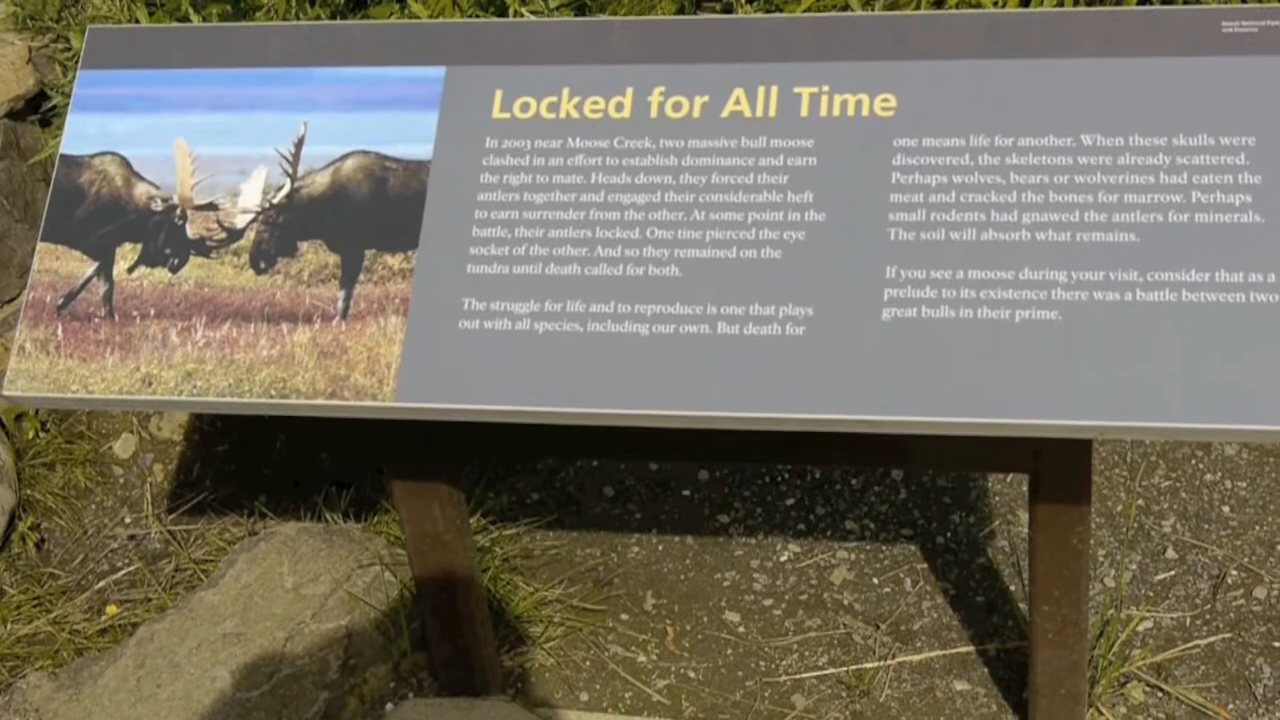 Denali National Park
and Preserve
Locked for All Time
In 2003 near Moose Creek, two massive bull moose
clashed in an effort to establish dominance and earn
the right to mate. Heads down, they forced their
antlers together and engaged their considerable heft
to earn surrender from the other. At some point in the
battle, their antlers locked. One tine pierced the eye
socket of the other. And so they remained on the
tundra until death called for both.
The struggle for life and to reproduce is one that plays
out with all species, including our own. But death for
one means life for another. When these skulls were
discovered, the skeletons were already scattered.
Perhaps wolves, bears or wolverines had eaten the
meat and cracked the bones for marrow. Perhaps
small rodents had gnawed the antlers for minerals.
The soil will absorb what remains.
If you see a moose during your visit, consider that as a
prelude to its existence there was a battle between two
great bulls in their prime.